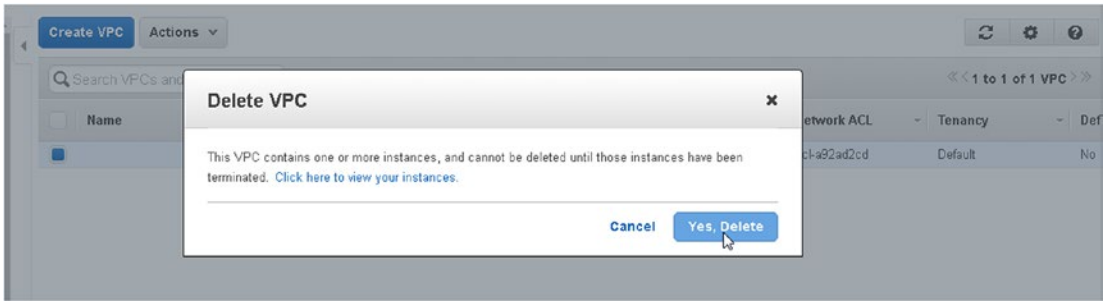 Create VPC Actions
Search VPCs and
1 to 1 of 1 VPC
Name
etwork ACL Tenancy Def
cl-a92ad2cd Default No
Delete VPC
This VPC contains one or more instances, and cannot be deleted until those instances have been
terminated. Click here to view your instances.
Cancel Yes, Delete